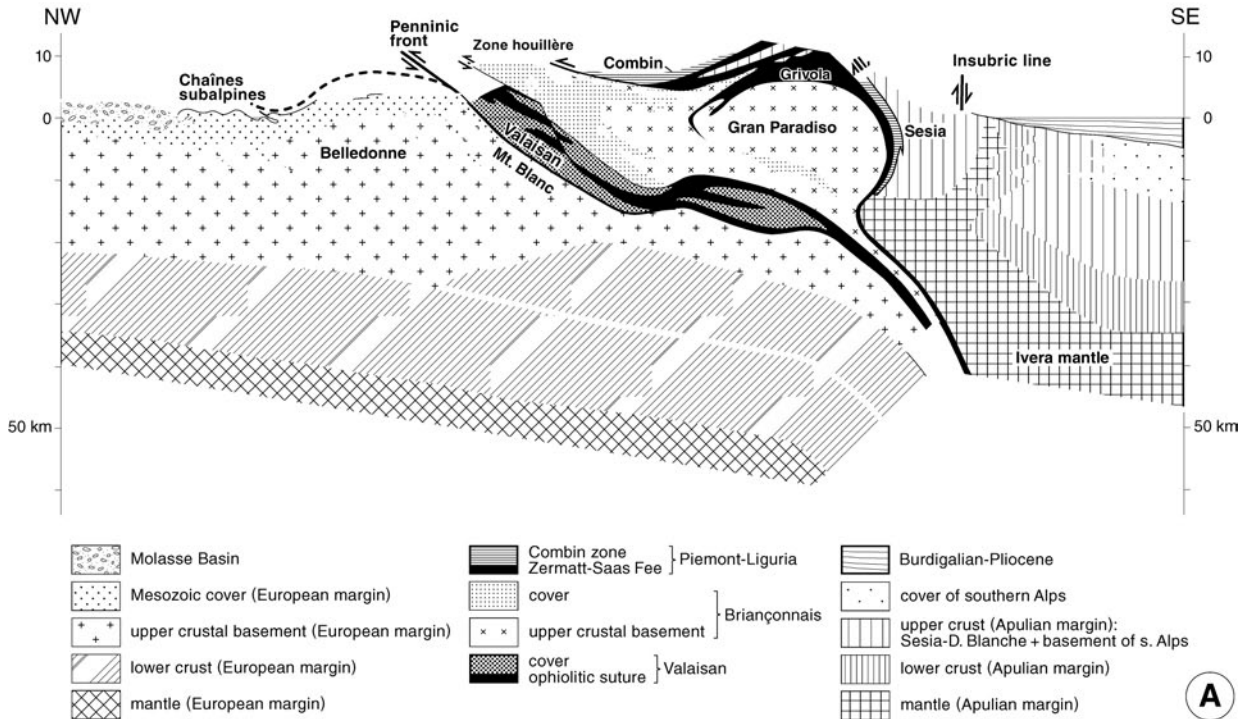 NW
SE
Penninic
front
Zone houillère
Combin
Grivola
Insubric line
10
10
Chaînes
subalpines
0
0
Belledonne
Valaisan
Mt. Blanc
Gran Paradiso
Sesia
Ivera mantle
50 km
50 km
Molasse Basin
Mesozoic cover (European margin)
upper crustal basement (European margin)
lower crust (European margin)
mantle (European margin)
Combin zone
Zermatt-Saas Fee
Piemont-Liguria
cover
Briançonnais
upper crustal basement
cover
ophiolitic suture
Valaisan
Burdigalian-Pliocene
cover of southern Alps
upper crust (Apulian margin):
Sesia-D. Blanche + basement of s. Alps
lower crust (Apulian margin)
mantle (Apulian margin)
A